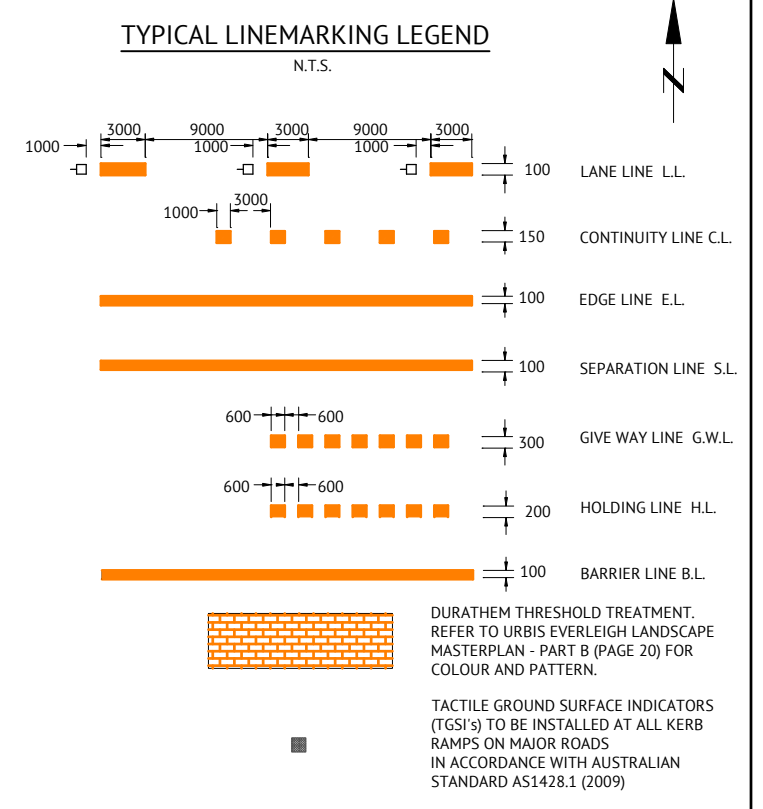 TYPICAL LINEMARKING LEGEND
N.T.S.
N
3000 9000 3000 9000 3000
1000 1000 1000
100 LANE LINE L.L.
1000 3000
150 CONTINUITY LINE C.L.
100 EDGE LINE E.L.
100 SEPARATION LINE S.L.
600 600
300 GIVE WAY LINE G.W.L.
600 600
200 HOLDING LINE H.L.
100 BARRIER LINE B.L.
DURATHEM THRESHOLD TREATMENT.
REFER TO URBIS EVERLEIGH LANDSCAPE
MASTERPLAN - PART B (PAGE 20) FOR
COLOUR AND PATTERN.
TACTILE GROUND SURFACE INDICATORS
(TGSI's) TO BE INSTALLED AT ALL KERB
RAMPS ON MAJOR ROADS
IN ACCORDANCE WITH AUSTRALIAN
STANDARD AS1428.1 (2009)